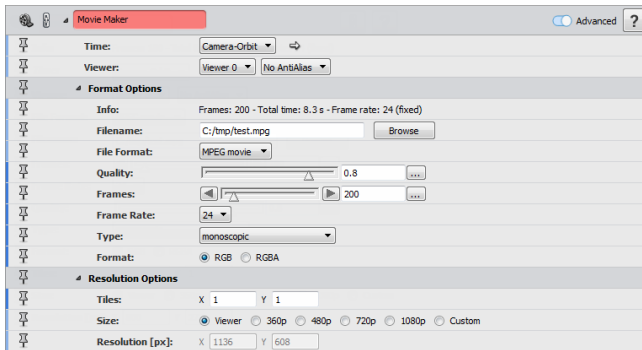 Movie Maker Advanced ?
Time: Camera-Orbit
Viewer: Viewer 0 No AntiAlias
Format Options
Info: Frames: 200 - Total time: 8.3 s - Frame rate: 24 (fixed)
Filename: C:/tmp/test.mpg Browse
File Format: MPEG movie
Quality: 0.8 ...
Frames: 200 ...
Frame Rate: 24
Type: monoscopic
Format: RGB RGBA
Resolution Options
Tiles: X 1 Y 1
Size: Viewer 360p 480p 720p 1080p Custom
Resolution [px]: X 1136 Y 608